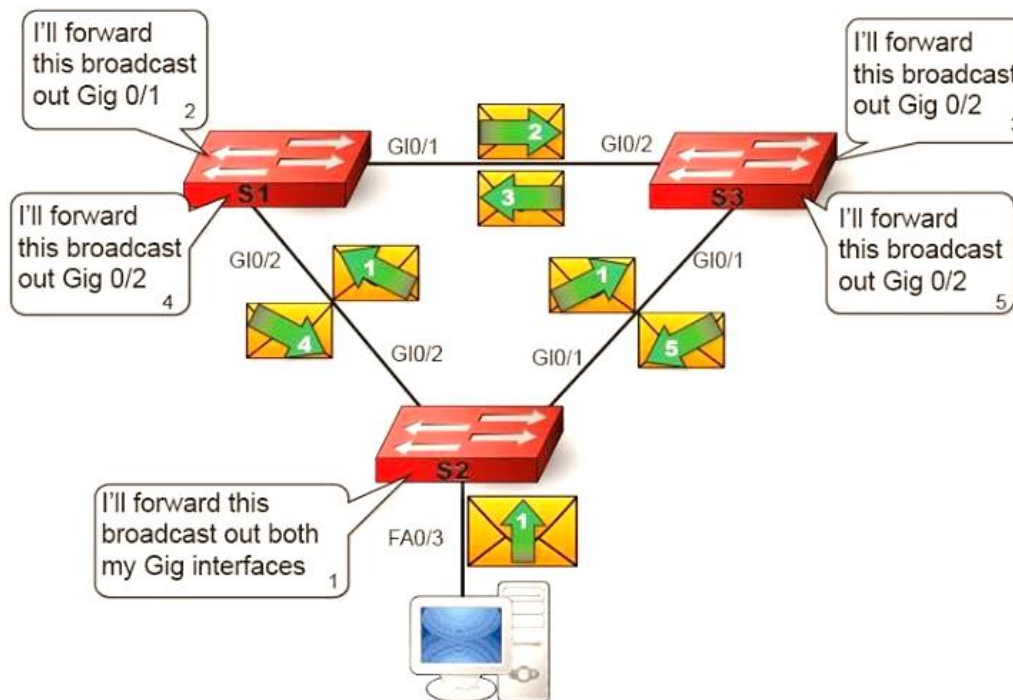 I'll forward
this broadcast
out Gig 0/1
2
I'll forward
this broadcast
out Gig 0/2
3
GI0/1
2
GI0/2
3
S1
S3
I'll forward
this broadcast
out Gig 0/2
4
I'll forward
this broadcast
out Gig 0/2
5
GI0/2
1
1
GI0/1
4
5
GI0/2
GI0/1
S2
I'll forward this
broadcast out both
my Gig interfaces
1
FA0/3
1